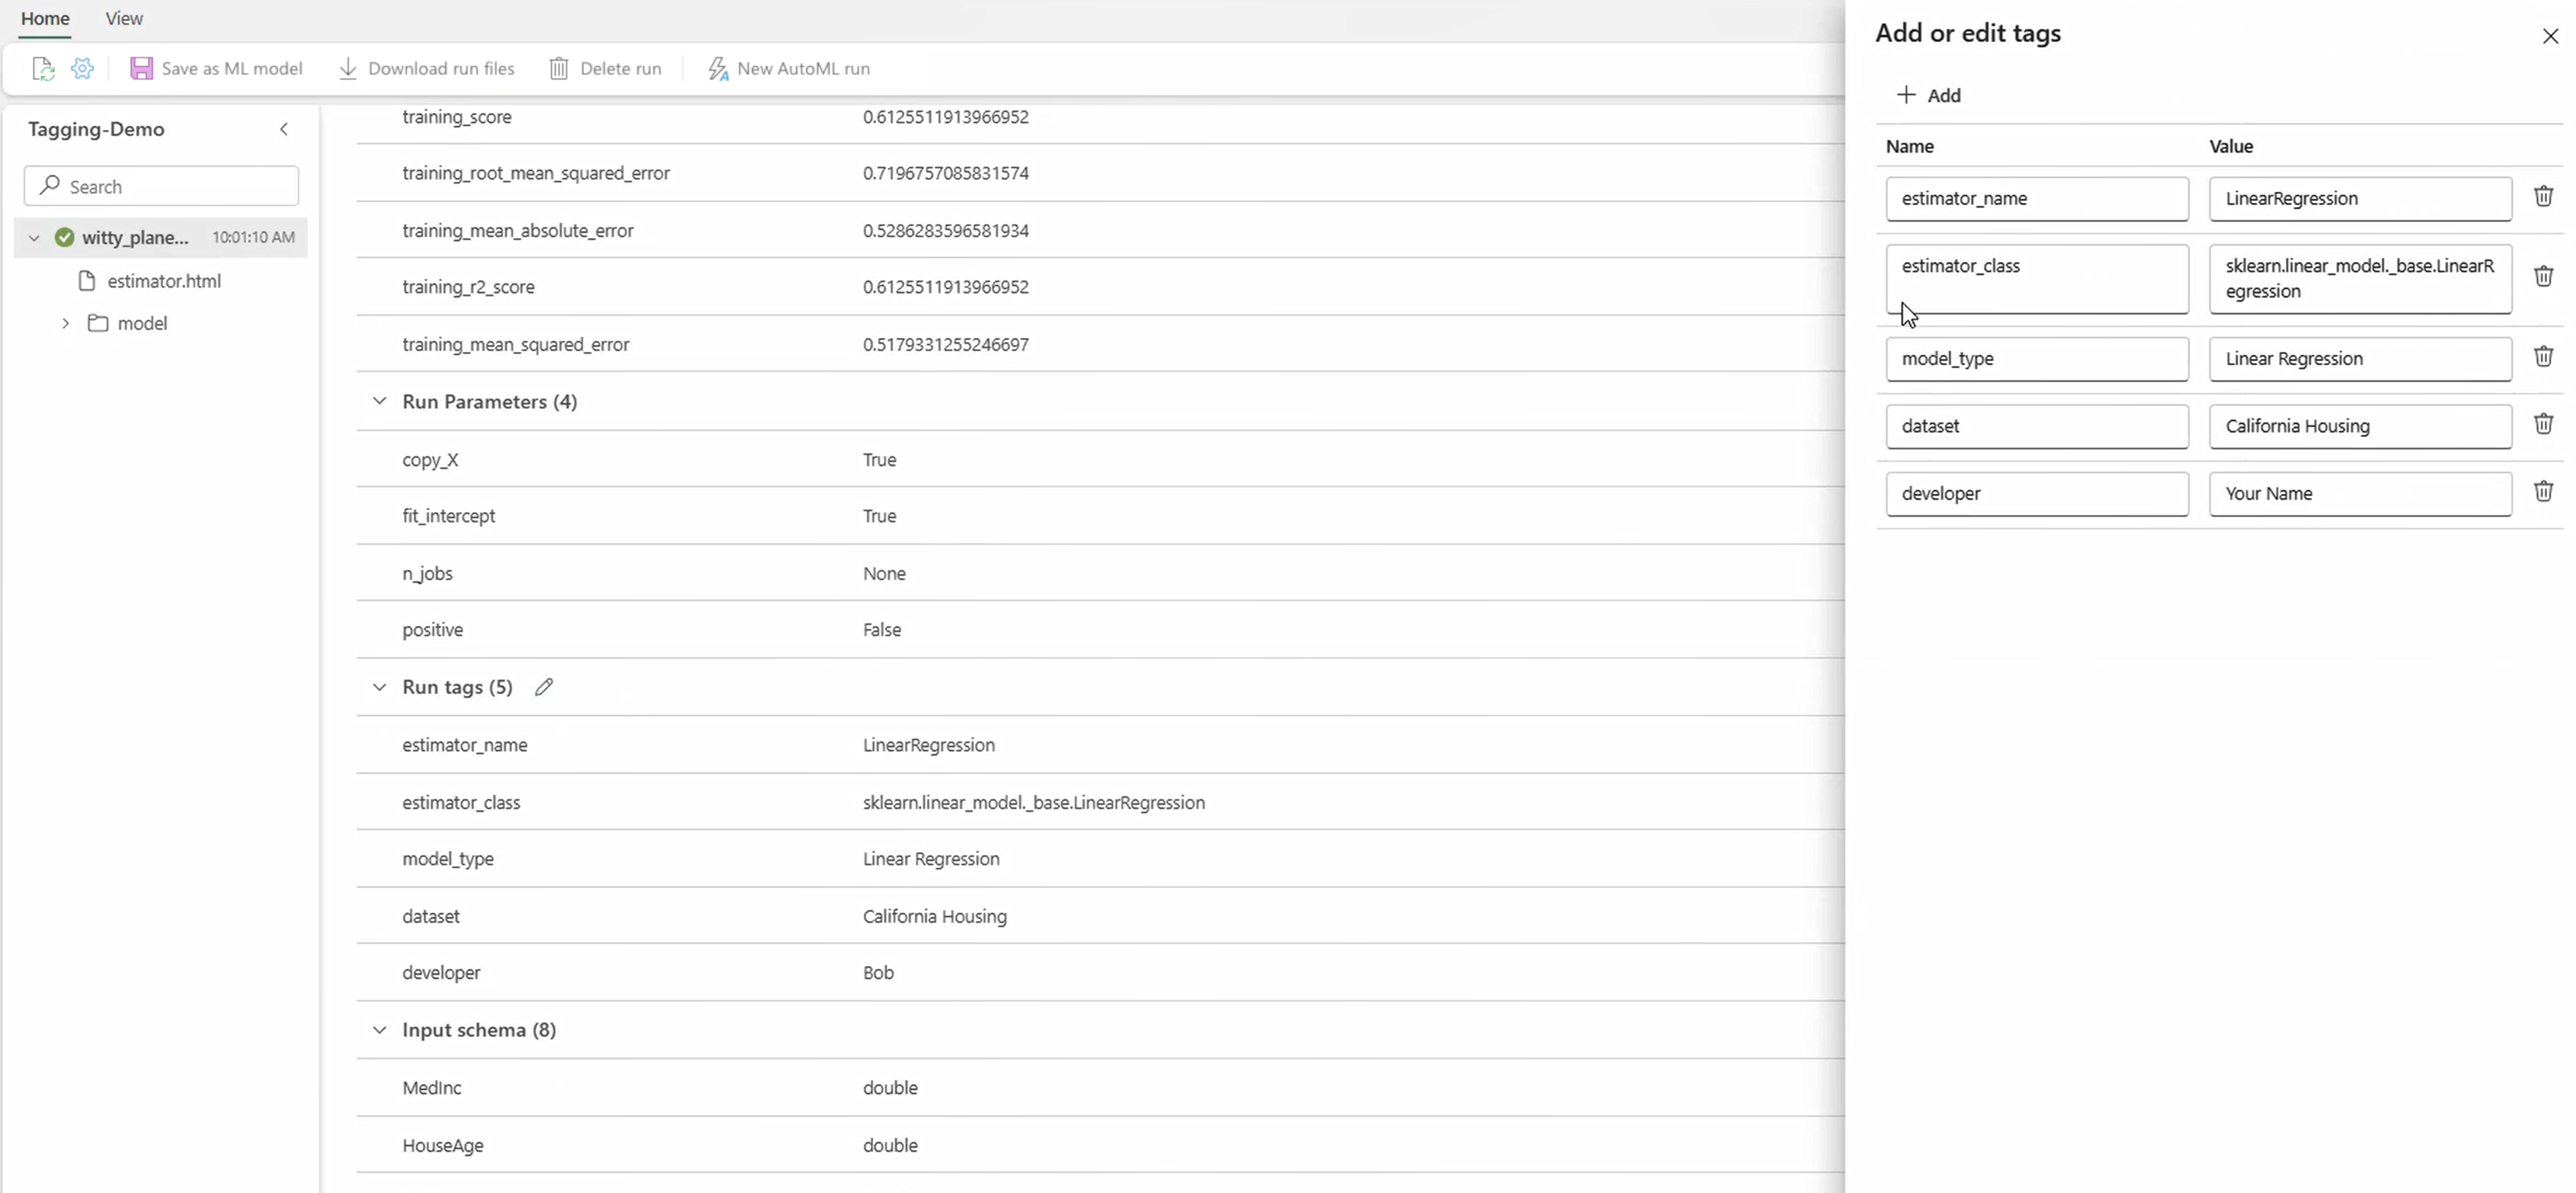 Home View
Save as ML model Download run files Delete run New AutoML run
Tagging-Demo
Search
witty_plane... 10:01:10 AM
estimator.html
model
training_score 0.6125511913966952
training_root_mean_squared_error 0.7196757085831574
training_mean_absolute_error 0.5286283596581934
training_r2_score 0.6125511913966952
training_mean_squared_error 0.5179331255246697
Run Parameters (4)
copy_X True
fit_intercept True
n_jobs None
positive False
Run tags (5)
estimator_name LinearRegression
estimator_class sklearn.linear_model._base.LinearRegression
model_type Linear Regression
dataset California Housing
developer Bob
Input schema (8)
MedInc double
HouseAge double
Add or edit tags
Add
Name Value
estimator_name LinearRegression
estimator_class sklearn.linear_model._base.LinearR
egression
model_type Linear Regression
dataset California Housing
developer Your Name